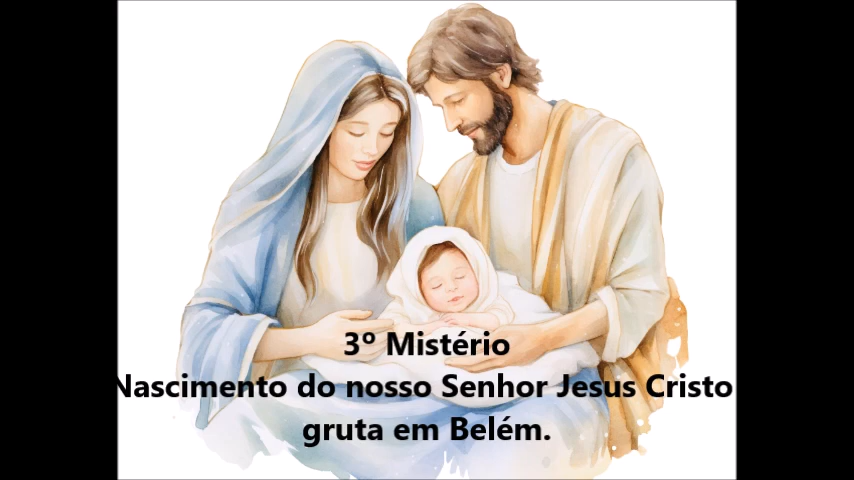 3º Mistério
Nascimento do nosso Senhor Jesus Cristo
gruta em Belém.